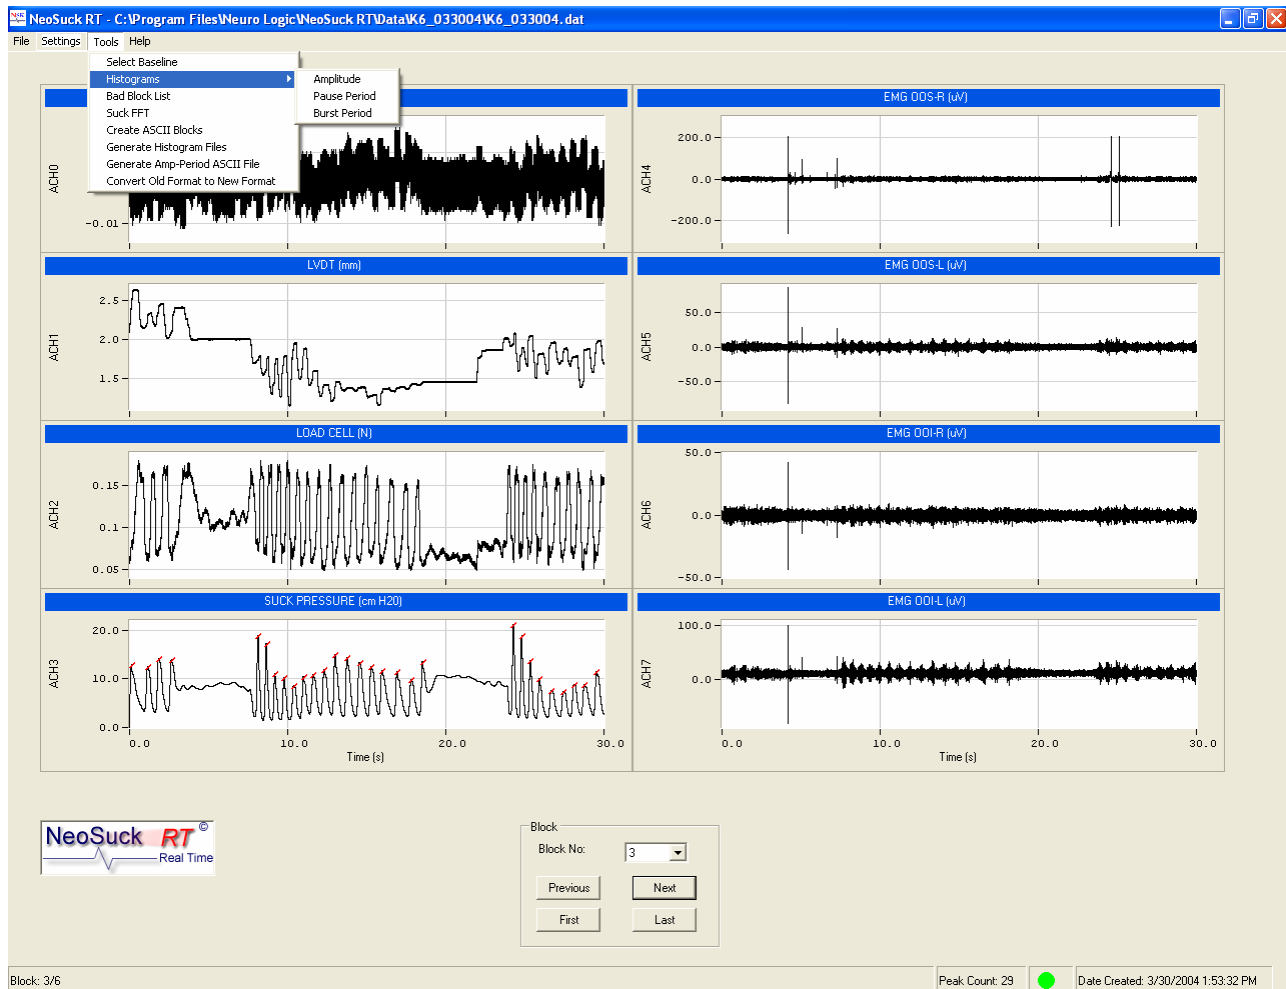 NeoSuck RT - C:\Program Files\Neuro Logic\NeoSuck RT\Data\K6_033004\K6_033004.dat
File Settings Tools Help
Select Baseline
Histograms
Bad Block List
Suck FFT
Create ASCII Blocks
Generate Histogram Files
Generate Amp-Period ASCII File
Convert Old Format to New Format
Amplitude
Pause Period
Burst Period
ACH0
-0.01
LVDT (mm)
ACH1
2.5
2.0
1.5
LOAD CELL (N)
ACH2
0.15
0.1
0.05
SUCK PRESSURE (cm H20)
ACH3
20.0
10.0
0.0
0.0 10.0 20.0 30.0
Time (s)
EMG OOS-R (uV)
ACH4
200.0
0.0
-200.0
EMG OOS-L (uV)
ACH5
50.0
0.0
-50.0
EMG OOI-R (uV)
ACH6
50.0
0.0
-50.0
EMG OOI-L (uV)
ACH7
100.0
0.0
0.0 10.0 20.0 30.0
Time (s)
NeoSuck RT ©
Real Time
Block
Block No: 3
Previous Next
First Last
Block: 3/6
Peak Count: 29
Date Created: 3/30/2004 1:53:32 PM